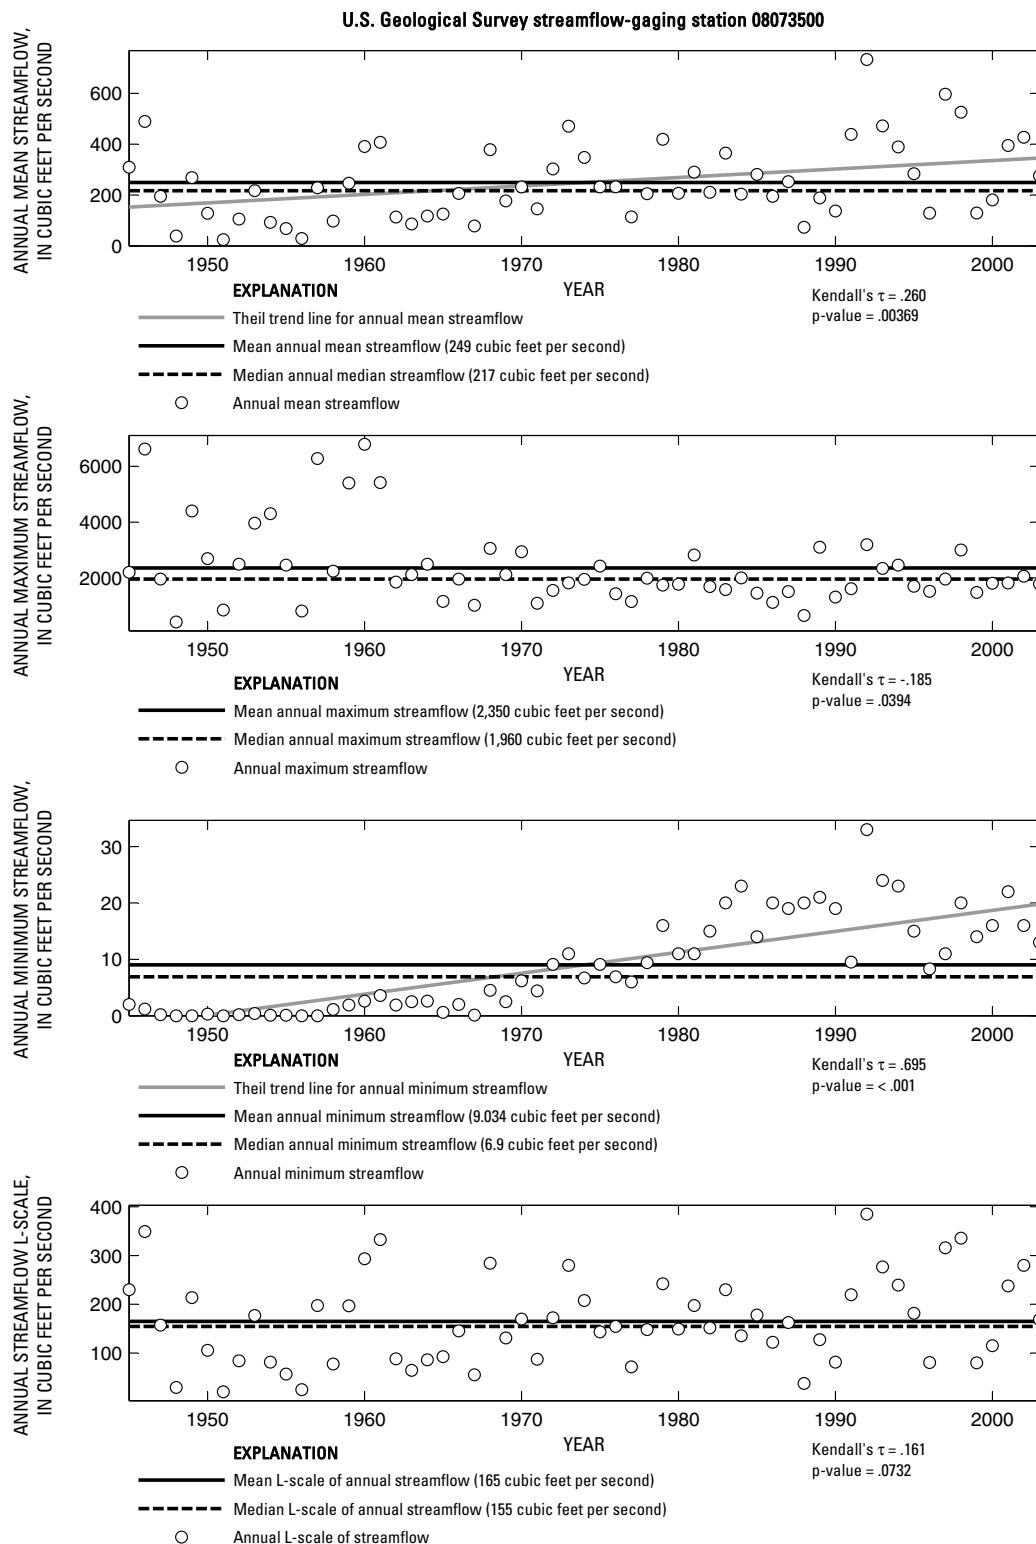 U.S. Geological Survey streamflow-gaging station 08073500
ANNUAL MEAN STREAMFLOW,
IN CUBIC FEET PER SECOND
600
400
200
0
1950 1960 1970 1980 1990 2000
YEAR
EXPLANATION
Theil trend line for annual mean streamflow
Mean annual mean streamflow (249 cubic feet per second)
Median annual median streamflow (217 cubic feet per second)
Annual mean streamflow
Kendall's τ = .260
p-value = .00369
ANNUAL MAXIMUM STREAMFLOW,
IN CUBIC FEET PER SECOND
6000
4000
2000
1950 1960 1970 1980 1990 2000
YEAR
EXPLANATION
Mean annual maximum streamflow (2,350 cubic feet per second)
Median annual maximum streamflow (1,960 cubic feet per second)
Annual maximum streamflow
Kendall's τ = -.185
p-value = .0394
ANNUAL MINIMUM STREAMFLOW,
IN CUBIC FEET PER SECOND
30
20
10
0
1950 1960 1970 1980 1990 2000
YEAR
EXPLANATION
Theil trend line for annual minimum streamflow
Mean annual minimum streamflow (9.034 cubic feet per second)
Median annual minimum streamflow (6.9 cubic feet per second)
Annual minimum streamflow
Kendall's τ = .695
p-value = < .001
ANNUAL STREAMFLOW L-SCALE,
IN CUBIC FEET PER SECOND
400
300
200
100
1950 1960 1970 1980 1990 2000
YEAR
EXPLANATION
Mean L-scale of annual streamflow (165 cubic feet per second)
Median L-scale of annual streamflow (155 cubic feet per second)
Annual L-scale of streamflow
Kendall's τ = .161
p-value = .0732